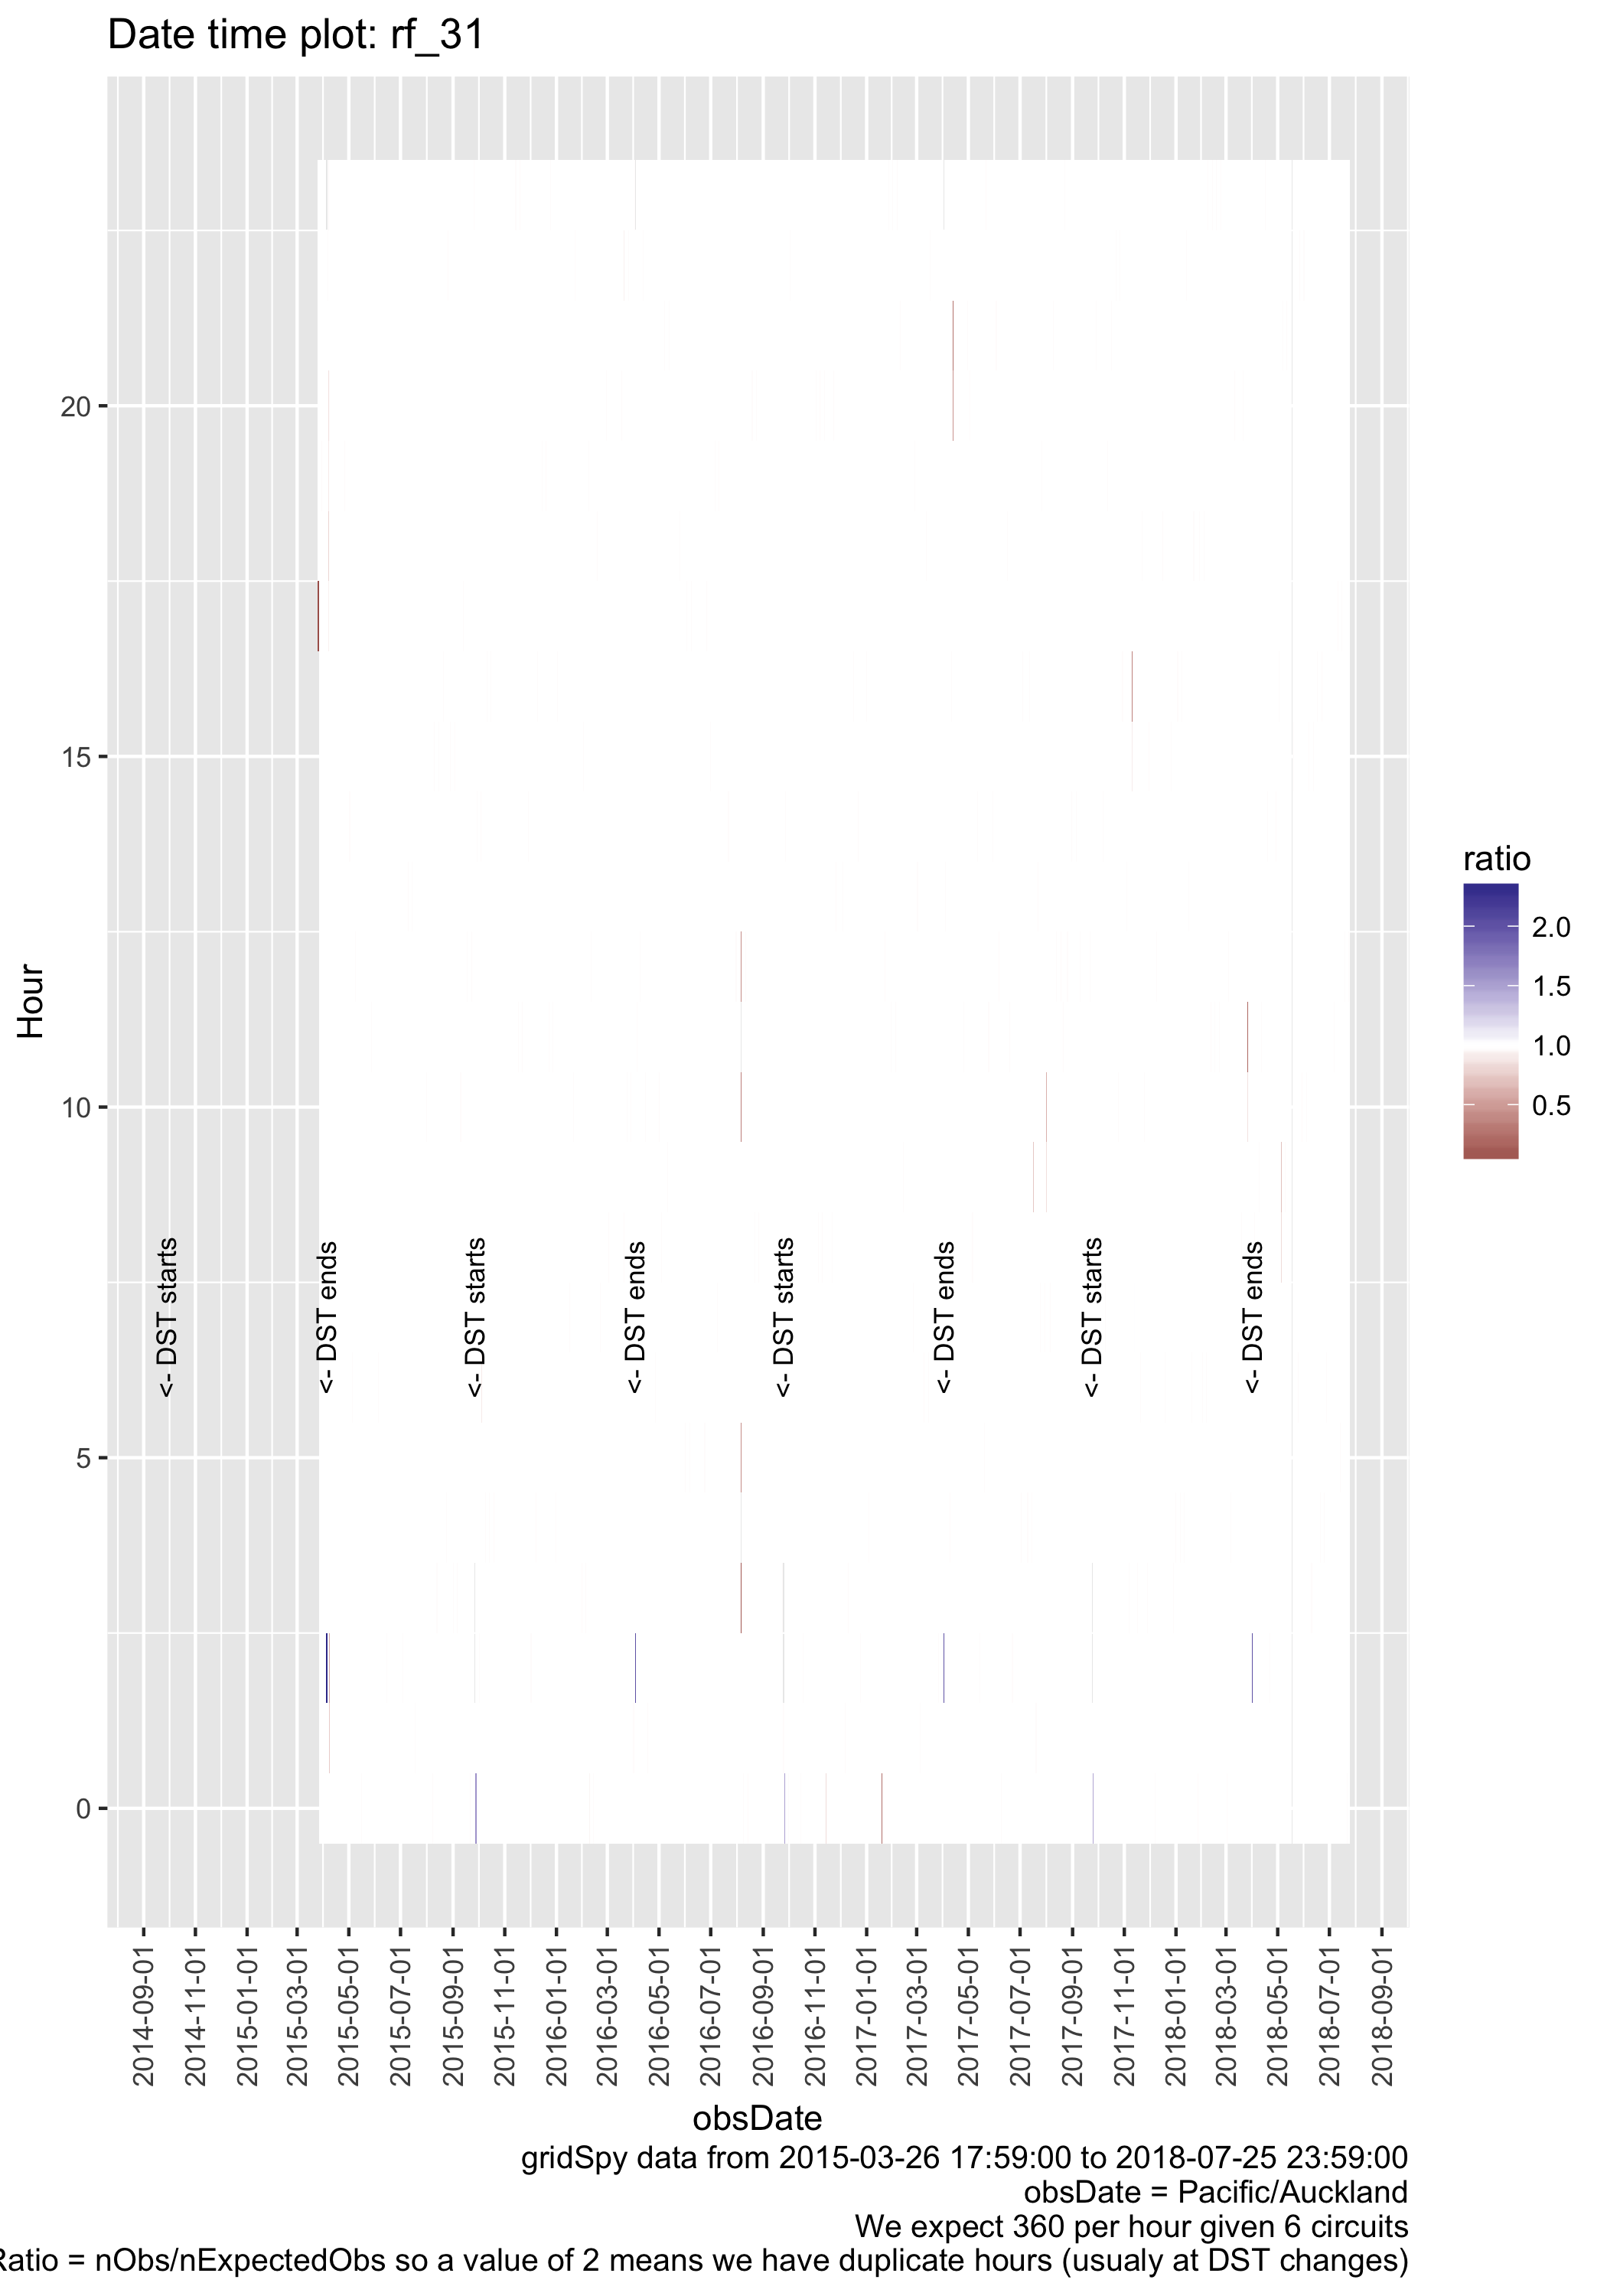 Date time plot: rf_31
Hour
20
15
10
5
0
<- DST starts
<- DST ends
<- DST starts
<- DST ends
<- DST starts
<- DST ends
<- DST starts
<- DST ends
ratio
2.0
1.5
1.0
0.5
2014-09-01
2014-11-01
2015-01-01
2015-03-01
2015-05-01
2015-07-01
2015-09-01
2015-11-01
2016-01-01
2016-03-01
2016-05-01
2016-07-01
2016-09-01
2016-11-01
2017-01-01
2017-03-01
2017-05-01
2017-07-01
2017-09-01
2017-11-01
2018-01-01
2018-03-01
2018-05-01
2018-07-01
2018-09-01
obsDate
gridSpy data from 2015-03-26 17:59:00 to 2018-07-25 23:59:00
obsDate = Pacific/Auckland
We expect 360 per hour given 6 circuits
Ratio = nObs/nExpectedObs so a value of 2 means we have duplicate hours (usualy at DST changes)